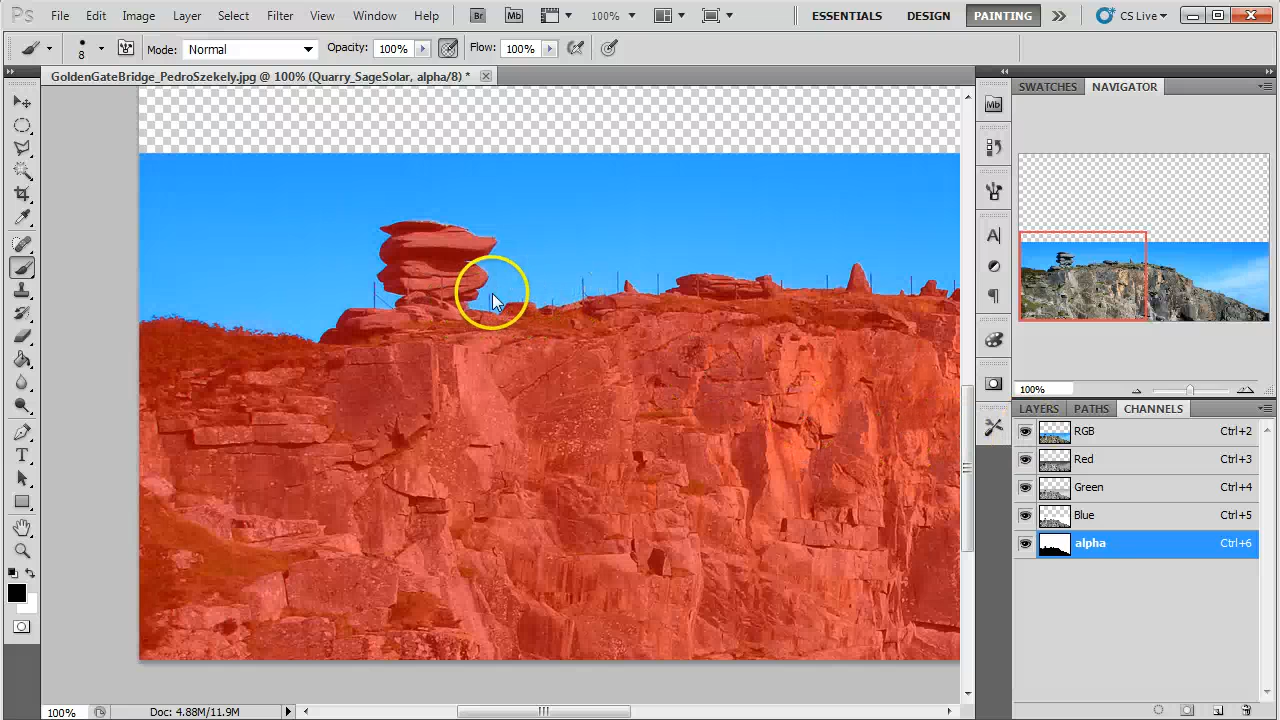 Ps File Edit Image Layer Select Filter View Window Help Br Mb 100% ESSENTIALS DESIGN PAINTING CS Live
8 Mode: Normal Opacity: 100% Flow: 100%
GoldenGateBridge_PedroSzekely.jpg @ 100% (Quarry_SageSolar, alpha/8) *
SWATCHES NAVIGATOR
Mb
A
100%
LAYERS PATHS CHANNELS
RGB Ctrl+2
Red Ctrl+3
Green Ctrl+4
Blue Ctrl+5
alpha Ctrl+6
T
100% Doc: 4.88M/11.9M